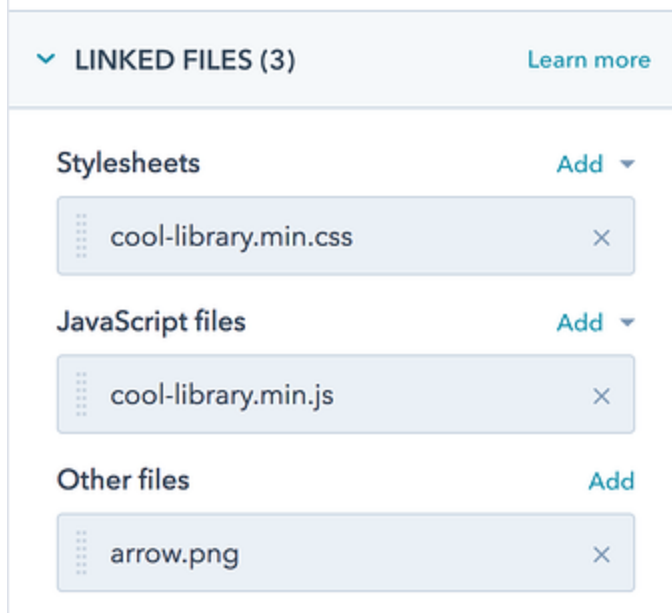 LINKED FILES (3) Learn more
Stylesheets Add
cool-library.min.css
JavaScript files Add
cool-library.min.js
Other files Add
arrow.png